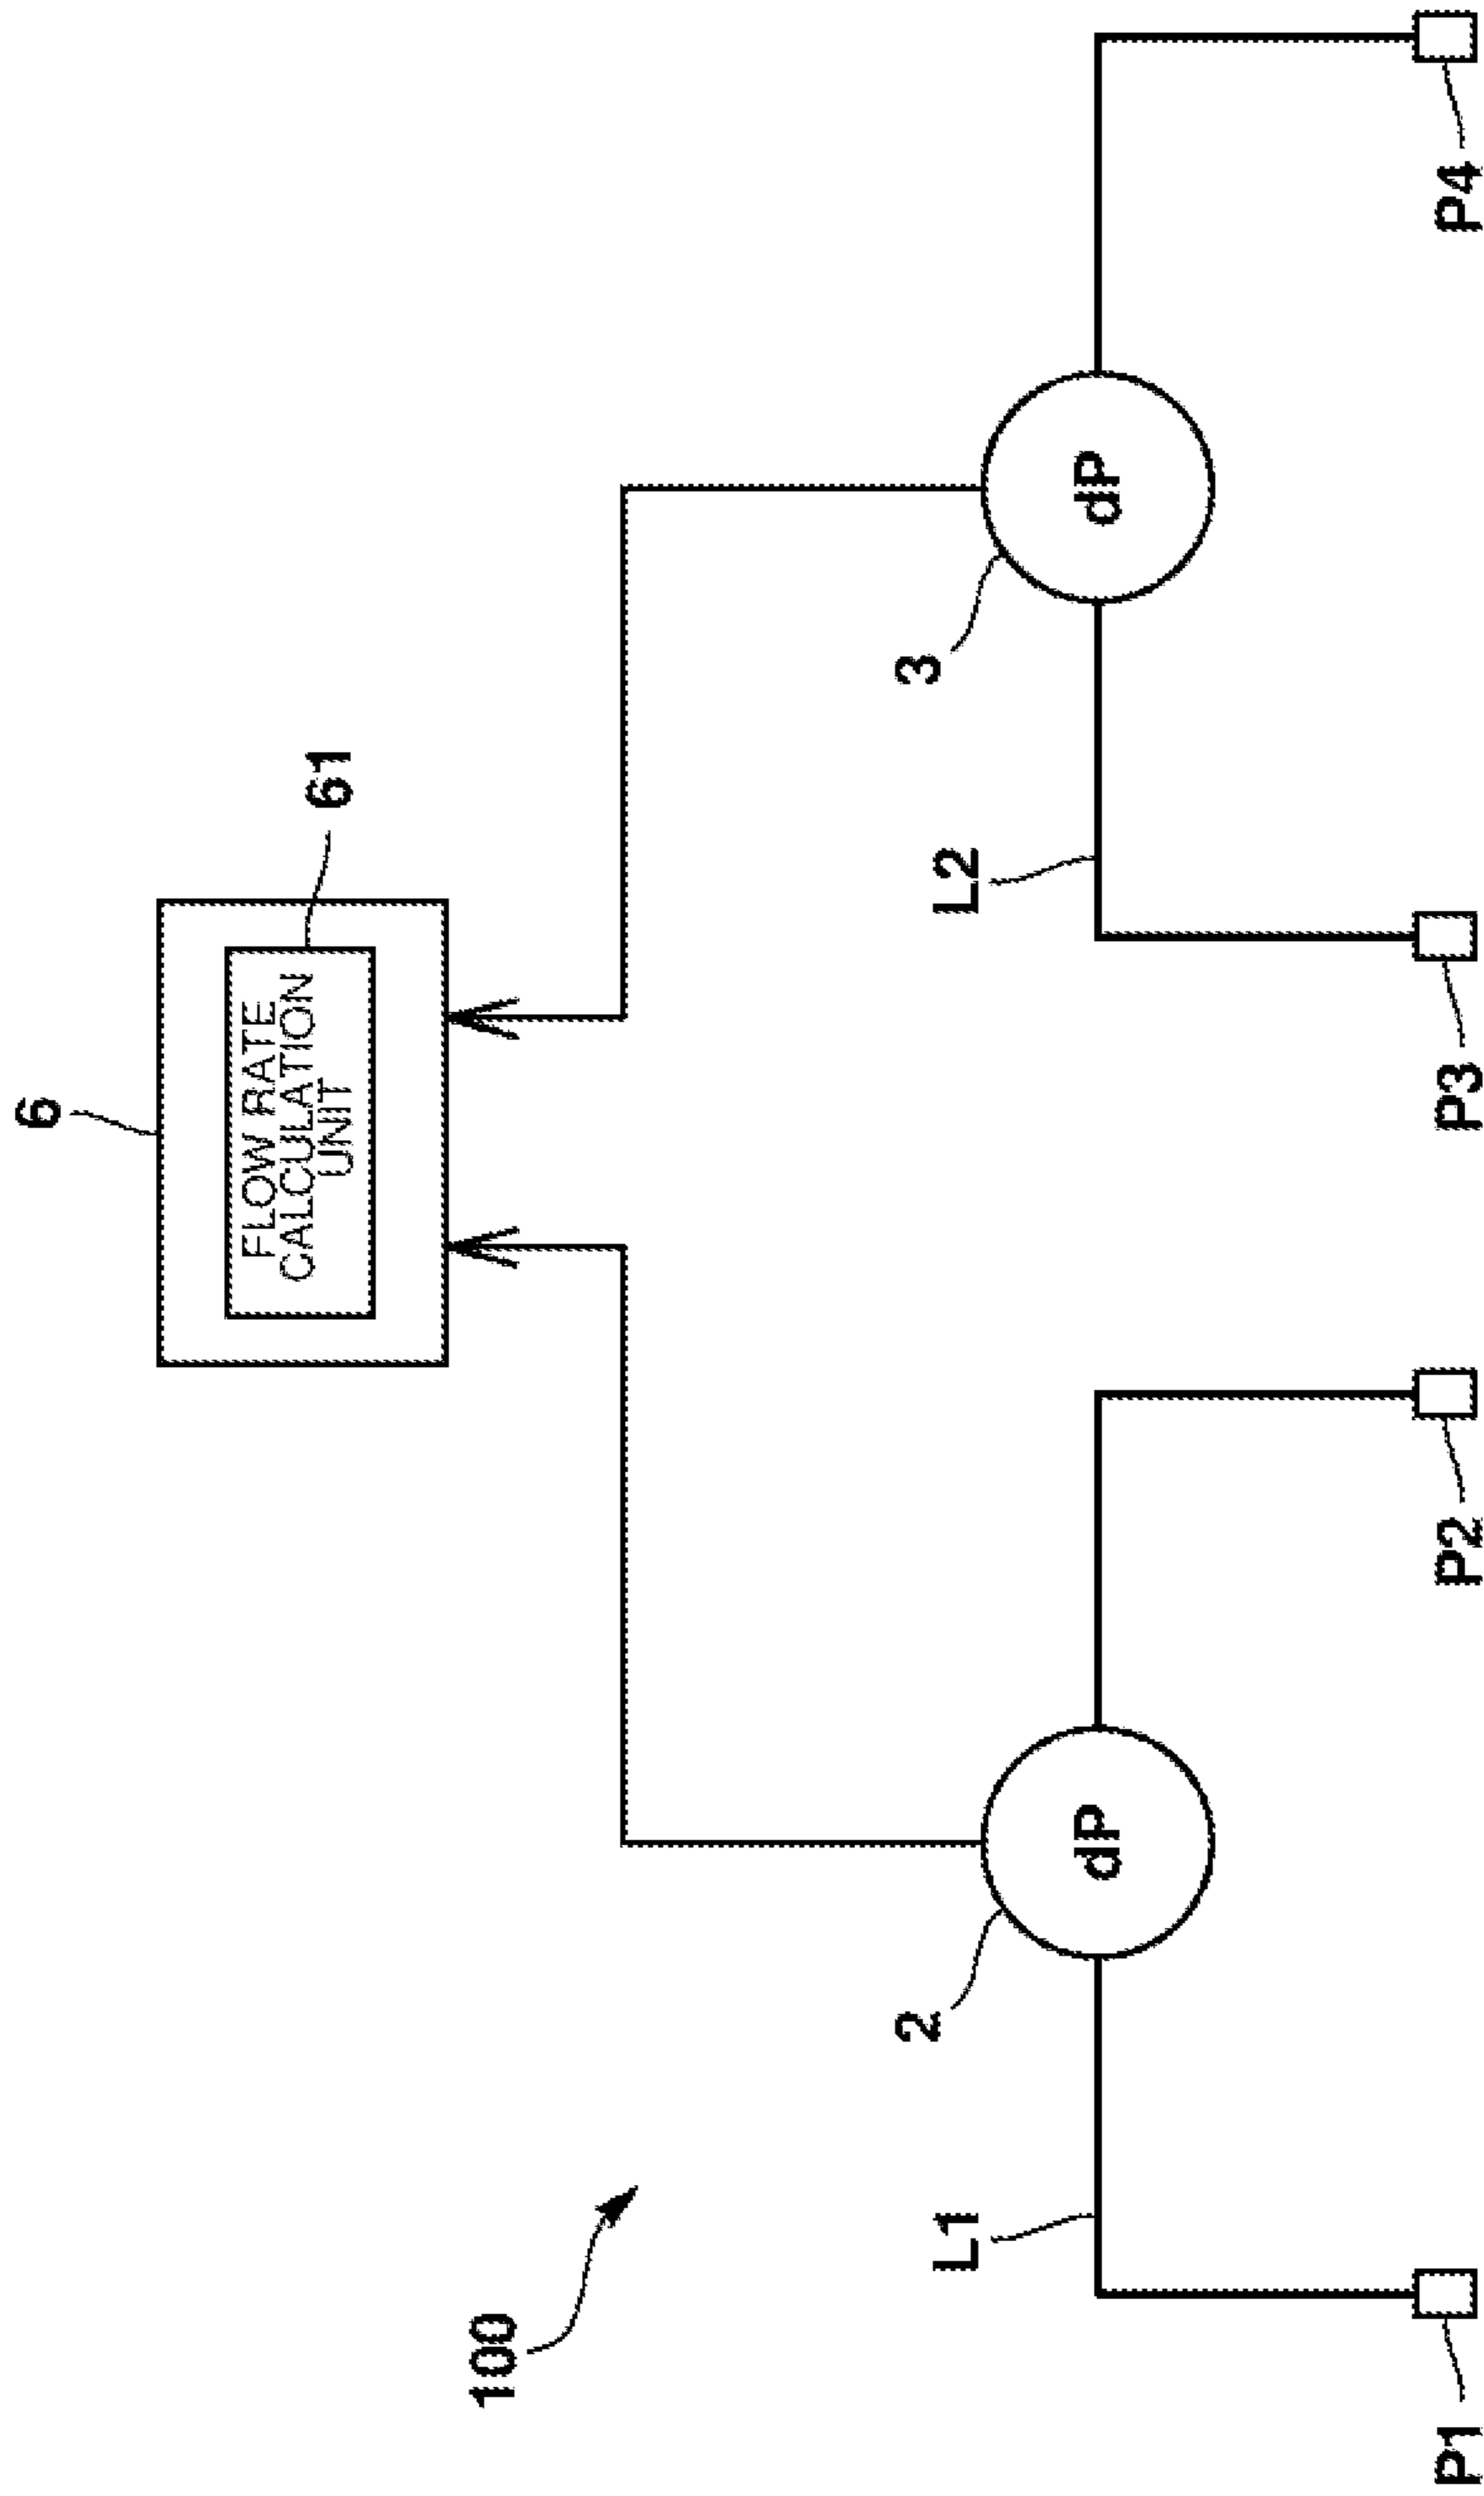 6
FLOW RATE
CALCULATION
UNIT
61
100
2
3
L1
L2
dP
dP
P1
P2
P3
P4